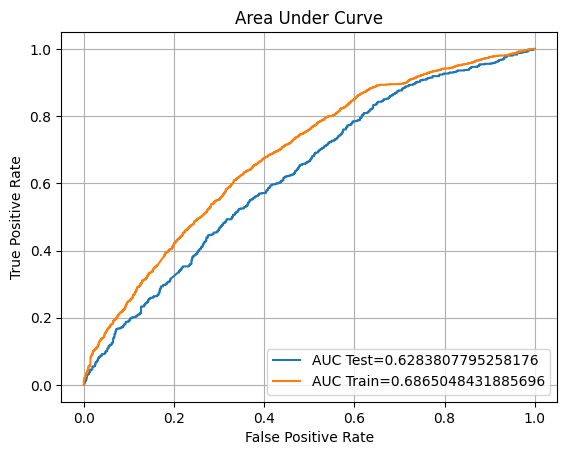 Area Under Curve
True Positive Rate
1.0
0.8
0.6
0.4
0.2
0.0
AUC Test=0.6283807795258176
AUC Train=0.6865048431885696
0.0 0.2 0.4 0.6 0.8 1.0
False Positive Rate